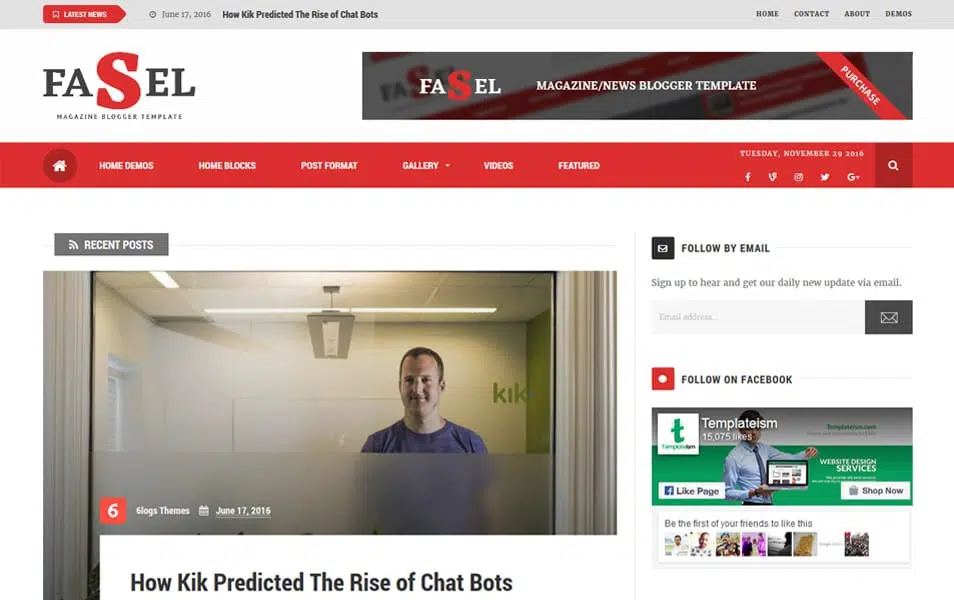 LATEST NEWS
June 17, 2016
How Kik Predicted The Rise of Chat Bots
HOME CONTACT ABOUT DEMOS
FASEL
MAGAZINE BLOGGER TEMPLATE
FASEL
MAGAZINE/NEWS BLOGGER TEMPLATE
PURCHASE
HOME DEMOS HOME BLOCKS POST FORMAT GALLERY VIDEOS FEATURED
TUESDAY, NOVEMBER 29 2016
G+
RECENT POSTS
kik
6
6logs Themes June 17, 2016
How Kik Predicted The Rise of Chat Bots
FOLLOW BY EMAIL
Sign up to hear and get our daily new update via email.
Email address...
FOLLOW ON FACEBOOK
t
Templateism
Templateism
15,075 likes
Templateism.com
WEBSITE DESIGN
SERVICES
Like Page
Shop Now
Be the first of your friends to like this